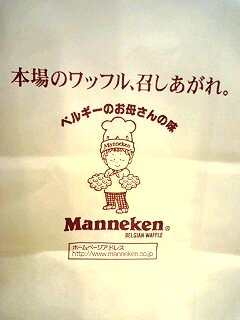 本場のワッフル、召しあがれ。
ベルギーのお母さんの味
Manneken
Manneken®
BELGIAN WAFFLE
ホームページアドレス
http://www.manneken.co.jp